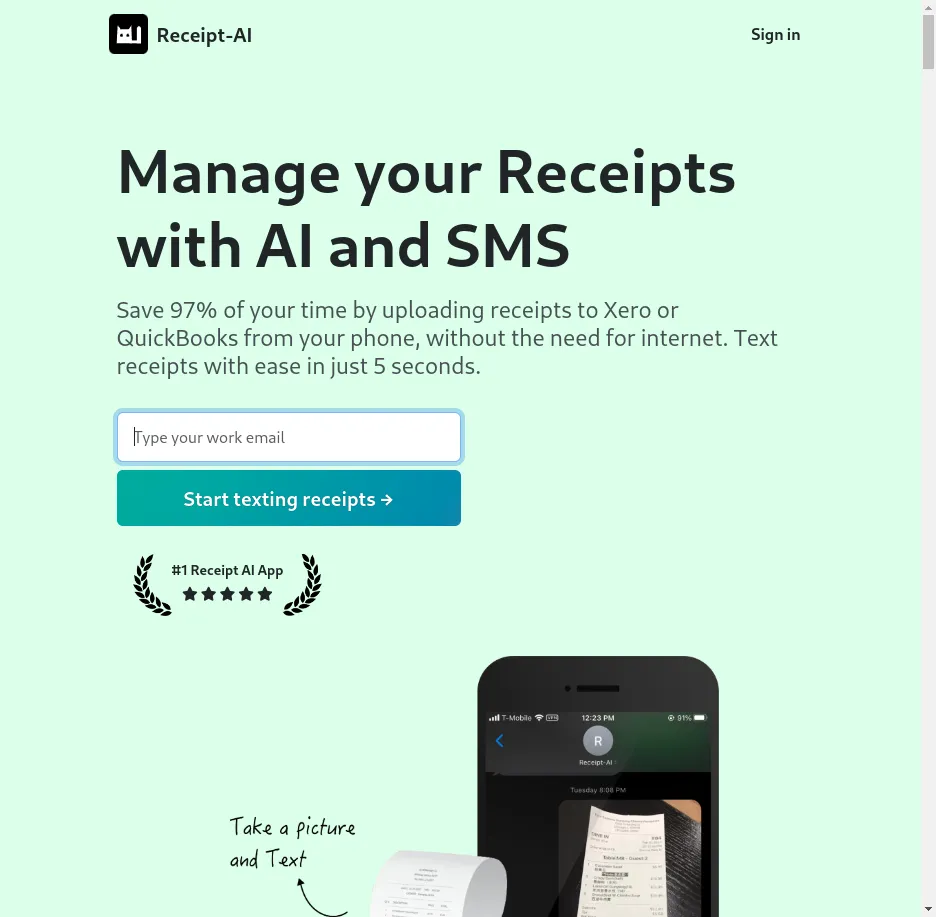 Receipt-AI
Sign in
Manage your Receipts
with AI and SMS
Save 97% of your time by uploading receipts to Xero or
QuickBooks from your phone, without the need for internet. Text
receipts with ease in just 5 seconds.
Type your work email
Start texting receipts →
#1 Receipt AI App
T-Mobile
VPN
12:23 PM
91%
R
Receipt-AI
Tuesday 8:08 PM
Take a picture
and Text